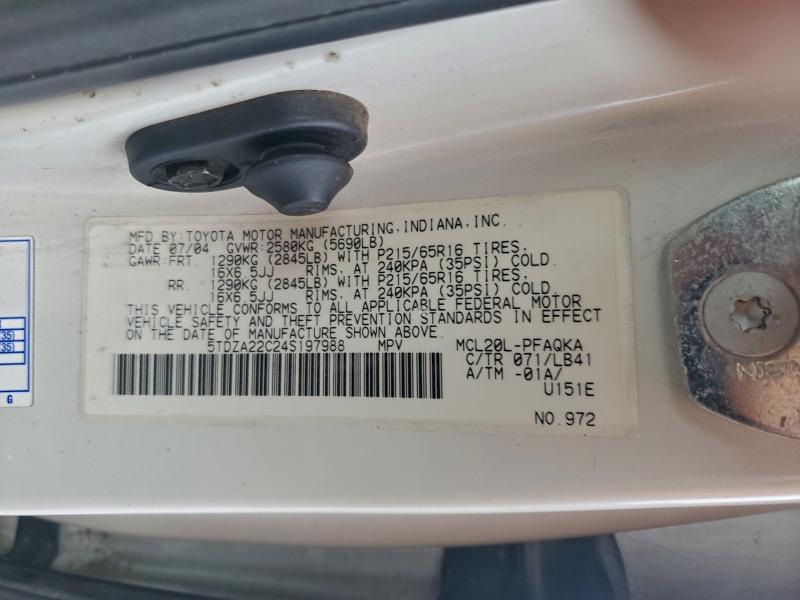 MFD.BY:TOYOTA MOTOR MANUFACTURING,INDIANA,INC.
DATE 07/04 GVWR:2580KG (5690LB)
GAWR:FRT. 1290KG (2845LB) WITH P215/65R16 TIRES.
16X6.5JJ RIMS. AT 240KPA (35PSI) COLD.
RR. 1290KG (2845LB) WITH P215/65R16 TIRES.
16X6.5JJ RIMS. AT 240KPA (35PSI) COLD
THIS VEHICLE CONFORMS TO ALL APPLICABLE FEDERAL MOTOR
VEHICLE SAFETY AND THEFT PREVENTION STANDARDS IN EFFECT
ON THE DATE OF MANUFACTURE SHOWN ABOVE.
5TDZA22C24S197988 MPV MCL20L-PFAQKA
C/TR 071/LB41
A/TM -01A/
U151E
NO.972
35)
35)
G